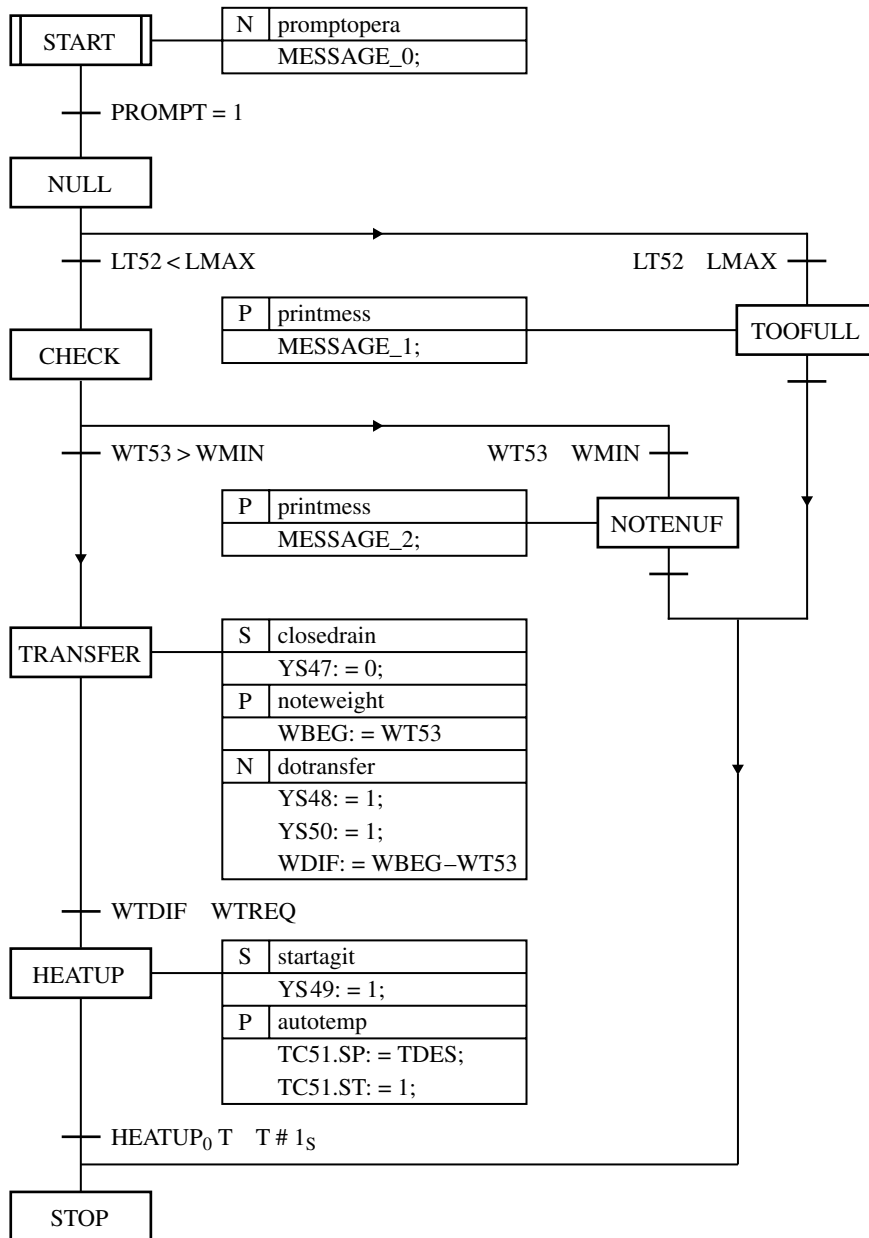 START
N promptopera
MESSAGE_0;
PROMPT = 1
NULL
LT52 < LMAX
LT52 LMAX
P printmess
MESSAGE_1;
TOOFULL
CHECK
WT53 > WMIN
WT53 WMIN
P printmess
MESSAGE_2;
NOTENUF
TRANSFER
S closedrain
YS47: = 0;
P noteweight
WBEG: = WT53
N dotransfer
YS48: = 1;
YS50: = 1;
WDIF: = WBEG–WT53
WTDIF WTREQ
HEATUP
S startagit
YS49: = 1;
P autotemp
TC51.SP: = TDES;
TC51.ST: = 1;
HEATUP₀ T T # 1ₛ
STOP